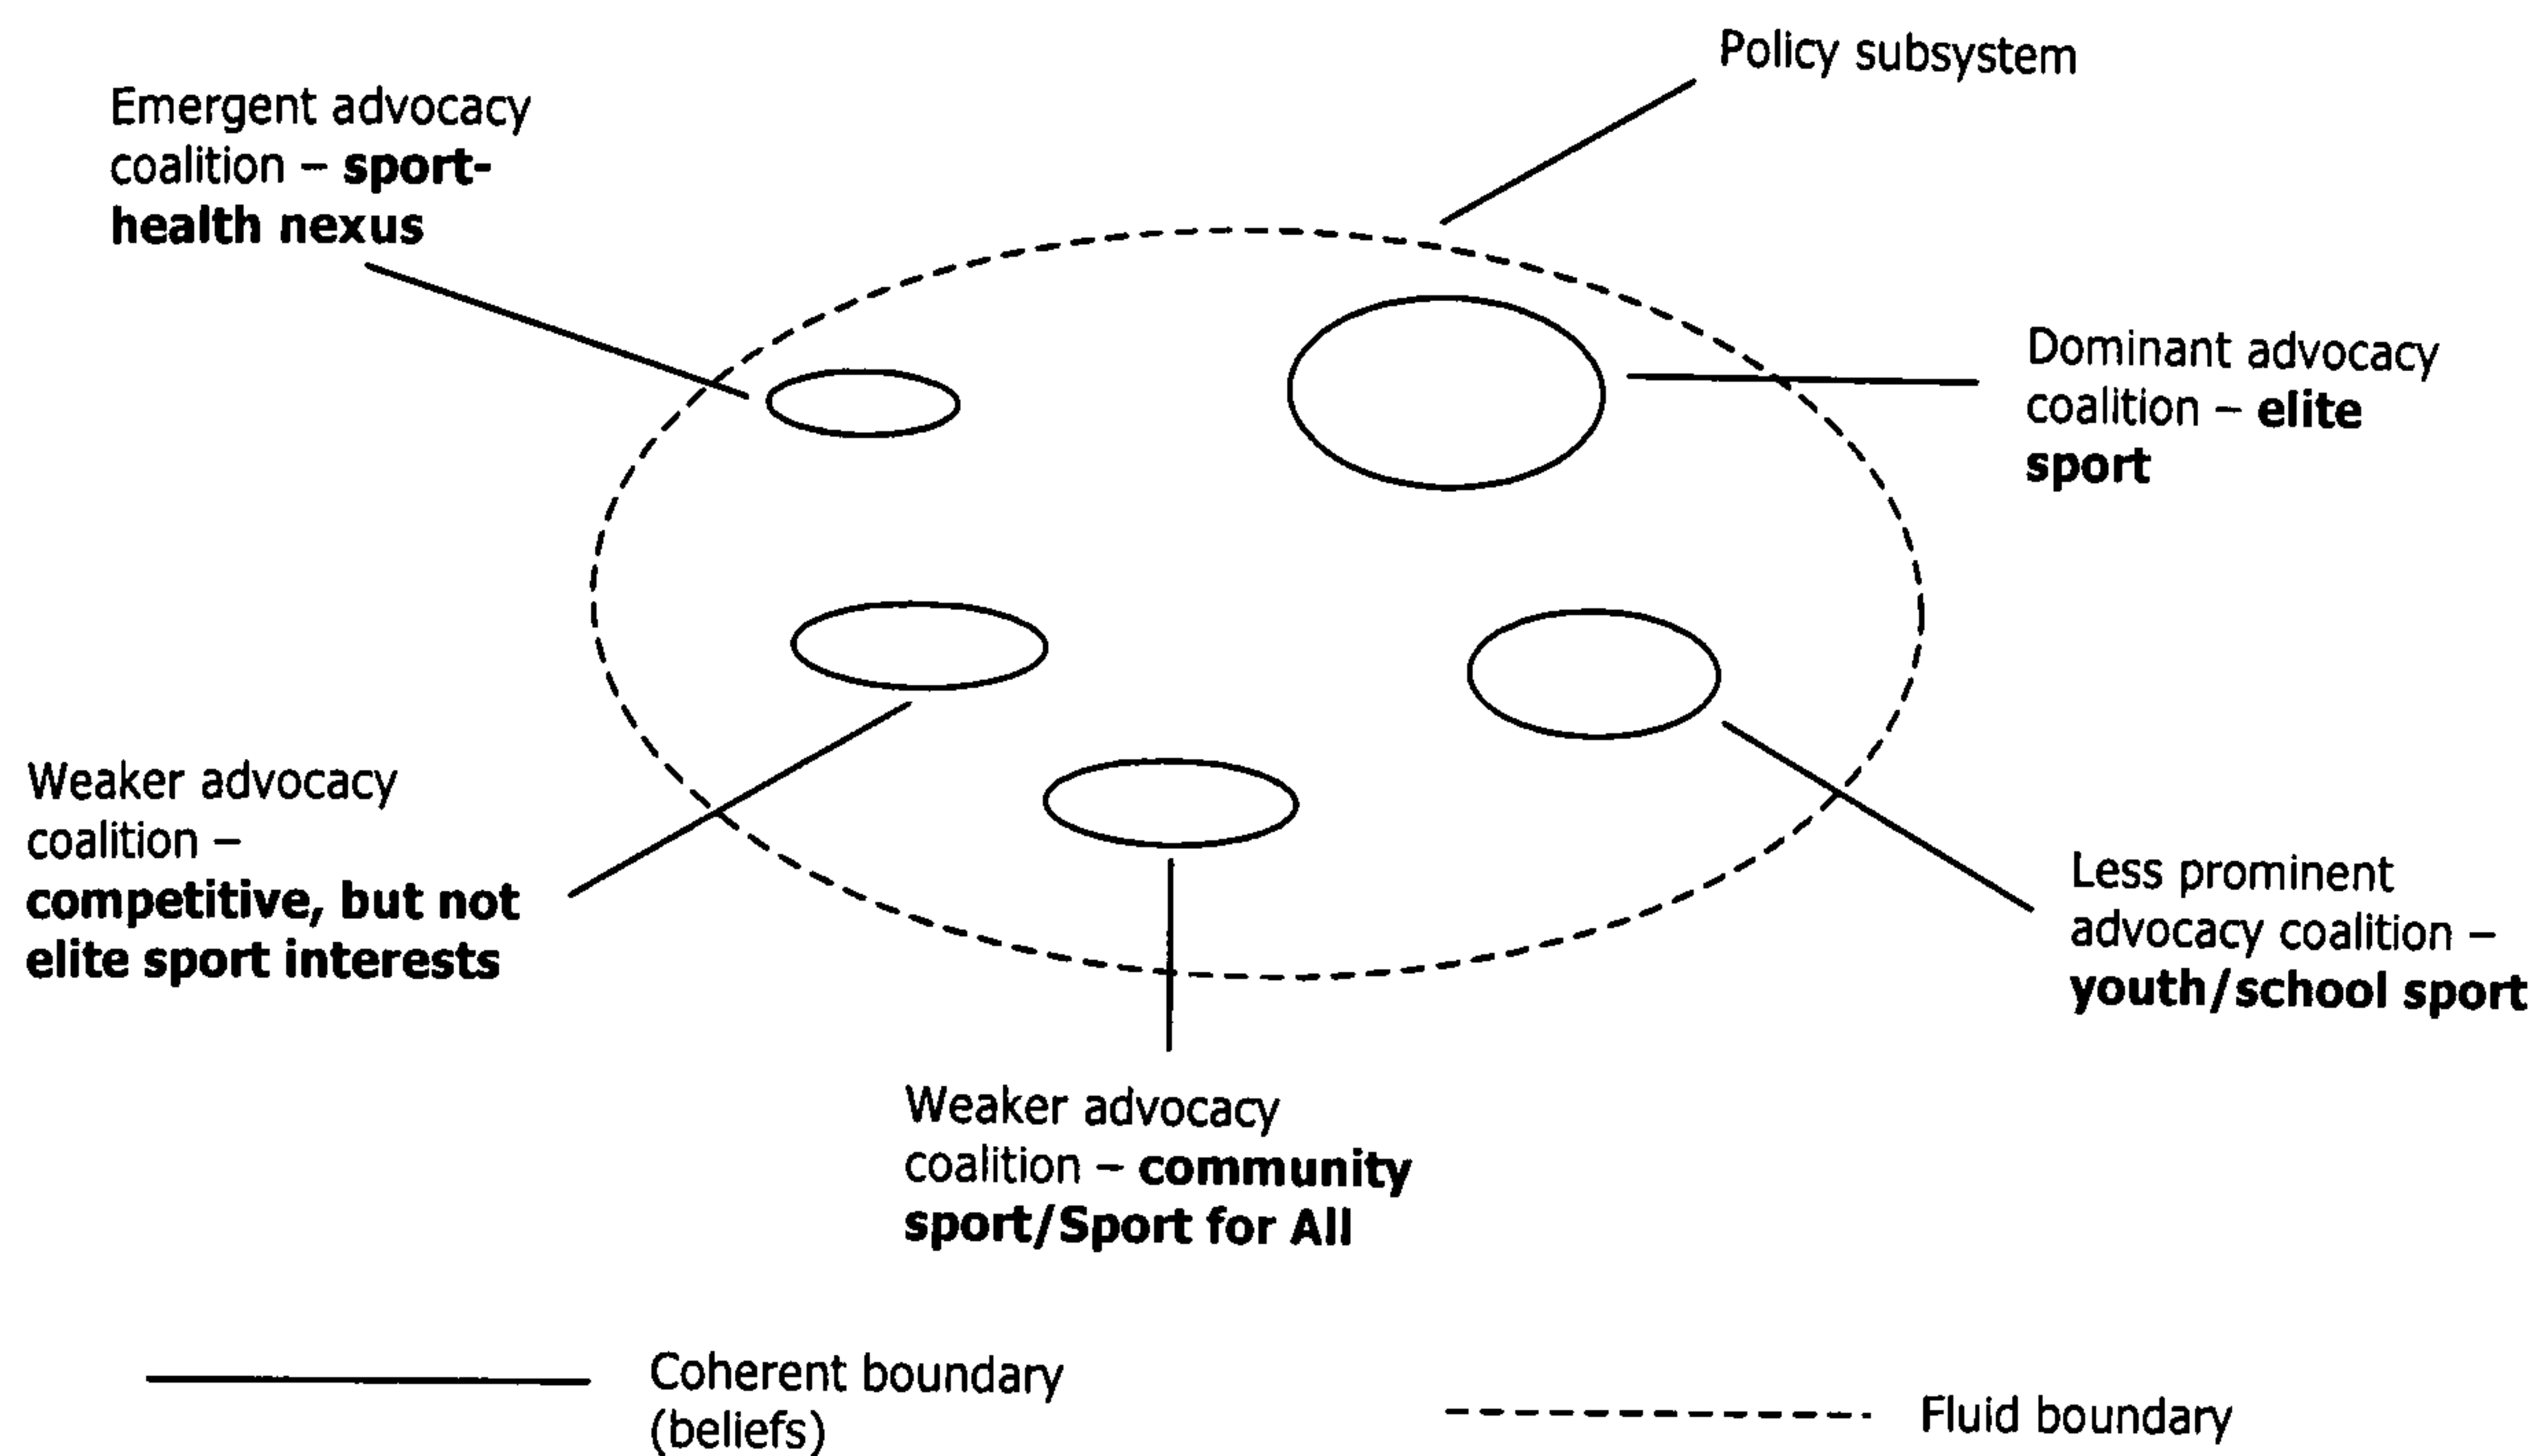 Policy subsystem
Emergent advocacy
coalition – sport-
health nexus
Dominant advocacy
coalition – elite
sport
Weaker advocacy
coalition –
competitive, but not
elite sport interests
Less prominent
advocacy coalition –
youth/school sport
Weaker advocacy
coalition – community
sport/Sport for All
Coherent boundary
(beliefs)
Fluid boundary